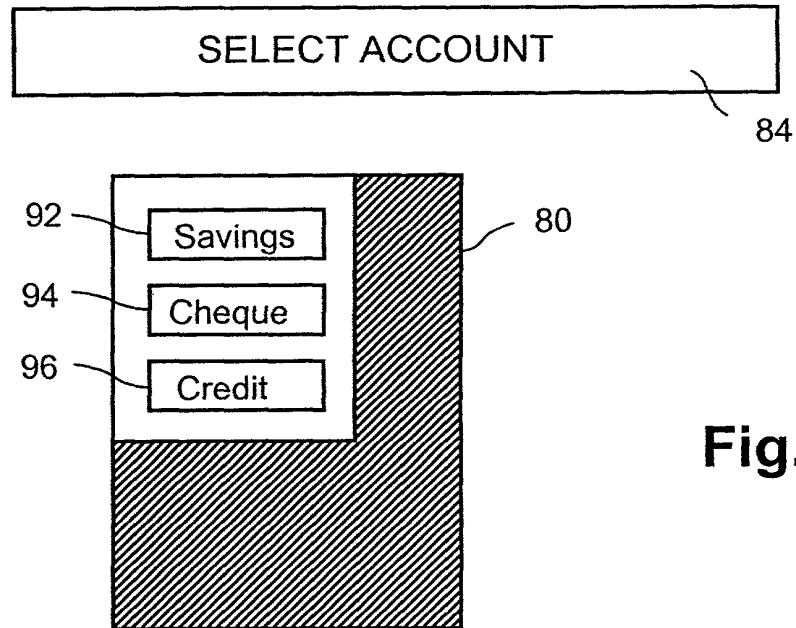 SELECT ACCOUNT
84
92 Savings 80
94 Cheque
96 Credit
Fig.